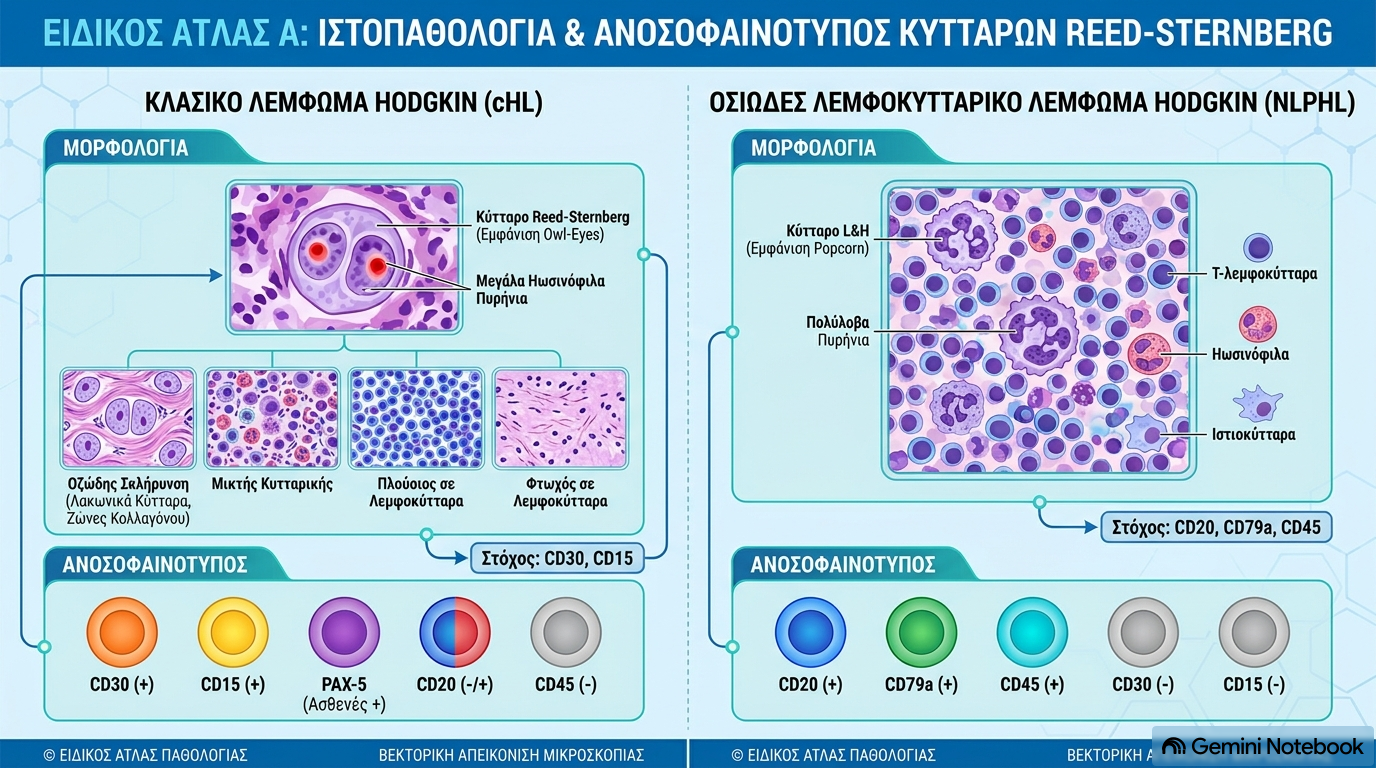 ΕΙΔΙΚΟΣ ΑΤΛΑΣ Α: ΙΣΤΟΠΑΘΟΛΟΓΙΑ & ΑΝΟΣΟΦΑΙΝΟΤΥΠΟΣ ΚΥΤΤΑΡΩΝ REED-STERNBERG
ΚΛΑΣΙΚΟ ΛΕΜΦΩΜΑ HODGKIN (cHL)
ΜΟΡΦΟΛΟΓΙΑ
Κύτταρο Reed-Sternberg
(Εμφάνιση Owl-Eyes)
Μεγάλα Ηωσινόφιλα
Πυρήνια
Οζώδης Σκλήρυνση
(Λακωνικά Κύτταρα,
Ζώνες Κολλαγόνου)
Μικτής Κυτταρικής
Πλούοιος σε
Λεμφοκύτταρα
Φτωχός σε
Λεμφοκύτταρα
Στόχος: CD30, CD15
ΑΝΟΣΟΦΑΙΝΟΤΥΠΟΣ
CD30 (+)
CD15 (+)
PAX-5
(Ασθενές +)
CD20 (-/+)
CD45 (-)
ΟΣΙΩΔΕΣ ΛΕΜΦΟΚΥΤΤΑΡΙΚΟ ΛΕΜΦΩΜΑ HODGKIN (NLPHL)
ΜΟΡΦΟΛΟΓΙΑ
Κύτταρο L&H
(Εμφάνιση Popcorn)
Πολύλοβα
Πυρήνια
Τ-λεμφοκύτταρα
Ηωσινόφιλα
Ιστιοκύτταρα
Στόχος: CD20, CD79a, CD45
ΑΝΟΣΟΦΑΙΝΟΤΥΠΟΣ
CD20 (+)
CD79a (+)
CD45 (+)
CD30 (-)
CD15 (-)
© ΕΙΔΙΚΟΣ ΑΤΛΑΣ ΠΑΘΟΛΟΓΙΑΣ
ΒΕΚΤΟΡΙΚΗ ΑΠΕΙΚΟΝΙΣΗ ΜΙΚΡΟΣΚΟΠΙΑΣ
© ΕΙΔΙΚΟΣ ΑΤΛΑΣ ΠΑΘΟΛΟΓΙΑΣ
Gemini Notebook